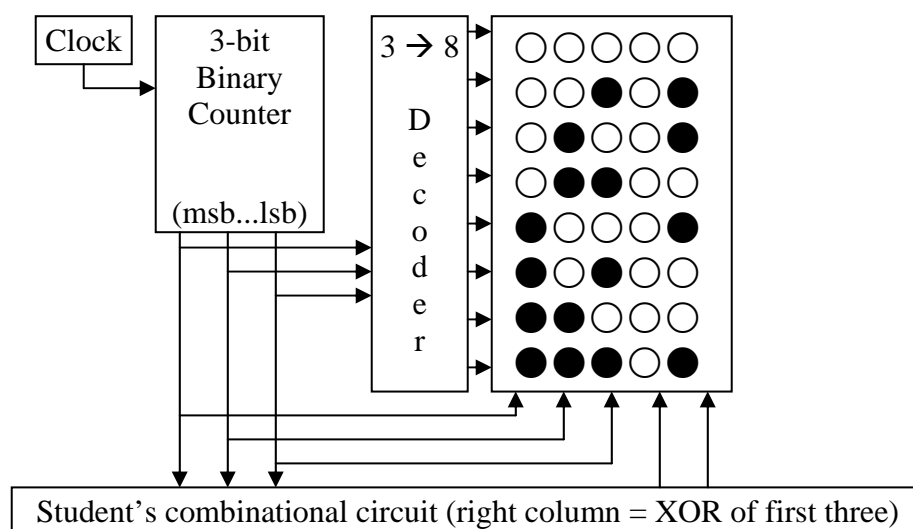 Clock
3-bit
Binary
Counter
(msb...lsb)
3 → 8
D
e
c
o
d
e
r
Student’s combinational circuit (right column = XOR of first three)